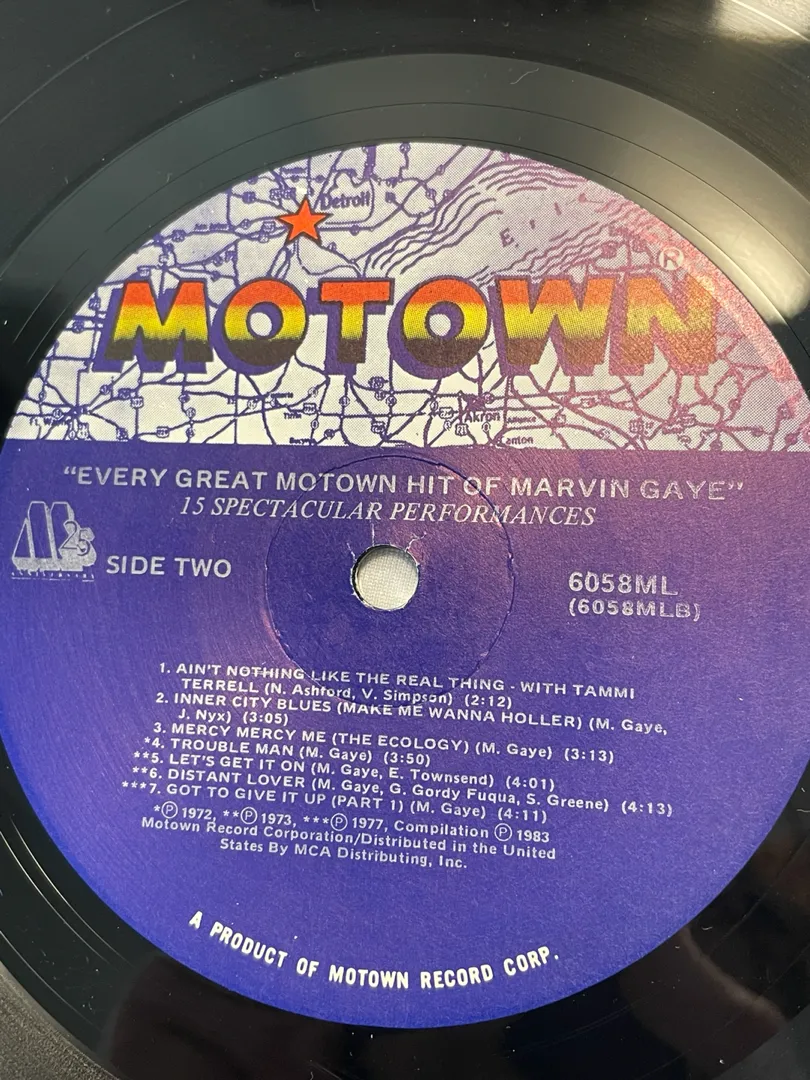 Detroit
Erie
MOTOWN®
Akron
Canton
"EVERY GREAT MOTOWN HIT OF MARVIN GAYE"
15 SPECTACULAR PERFORMANCES
M25
SIDE TWO
6058ML
(6058MLB)
1. AIN'T NOTHING LIKE THE REAL THING - WITH TAMMI
TERRELL (N. Ashford, V. Simpson) (2:12)
2. INNER CITY BLUES (MAKE ME WANNA HOLLER) (M. Gaye,
J. Nyx) (3:05)
3. MERCY MERCY ME (THE ECOLOGY) (M. Gaye) (3:13)
*4. TROUBLE MAN (M. Gaye) (3:50)
**5. LET'S GET IT ON (M. Gaye, E. Townsend) (4:01)
**6. DISTANT LOVER (M. Gaye, G. Gordy Fuqua, S. Greene) (4:13)
***7. GOT TO GIVE IT UP (PART 1) (M. Gaye) (4:11)
*℗ 1972, **℗ 1973, ***℗ 1977, Compilation ℗ 1983
Motown Record Corporation/Distributed in the United
States By MCA Distributing, Inc.
A PRODUCT OF MOTOWN RECORD CORP.